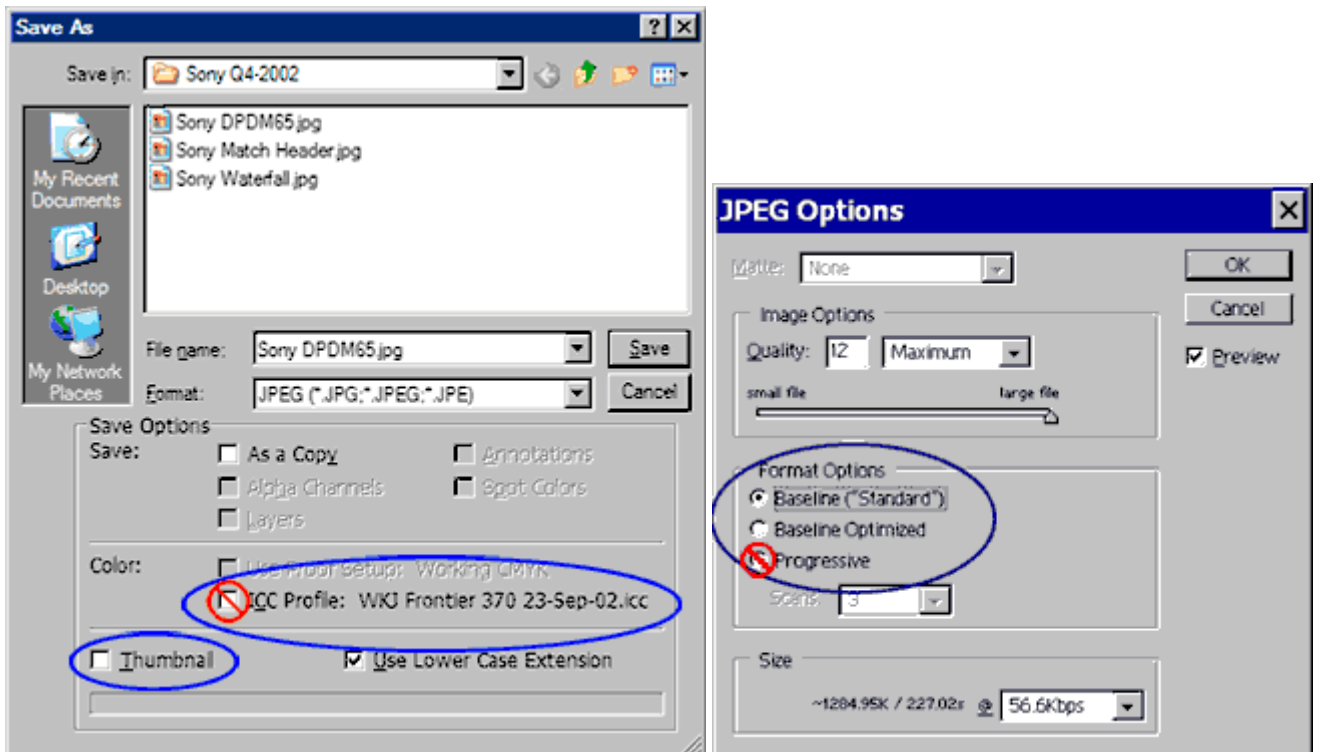 Save As
Save in: Sony Q4-2002
Sony DPDM65.jpg
Sony Match Header.jpg
Sony Waterfall.jpg
My Recent
Documents
Desktop
My Network
Places
File name: Sony DPDM65.jpg Save
Format: JPEG (*.JPG;*.JPEG;*.JPE) Cancel
Save Options
Save: As a Copy Annotations
Alpha Channels Spot Colors
Layers
Color: Use Proof Setup: Working CMYK
ICC Profile: WKJ Frontier 370 23-Sep-02.icc
Thumbnail Use Lower Case Extension
JPEG Options
Matte: None OK
Cancel
Image Options
Quality: 12 Maximum Preview
small file large file
Format Options
Baseline ("Standard")
Baseline Optimized
Progressive
Scans: 3
Size
~1284.95K / 227.02s @ 56.6Kbps